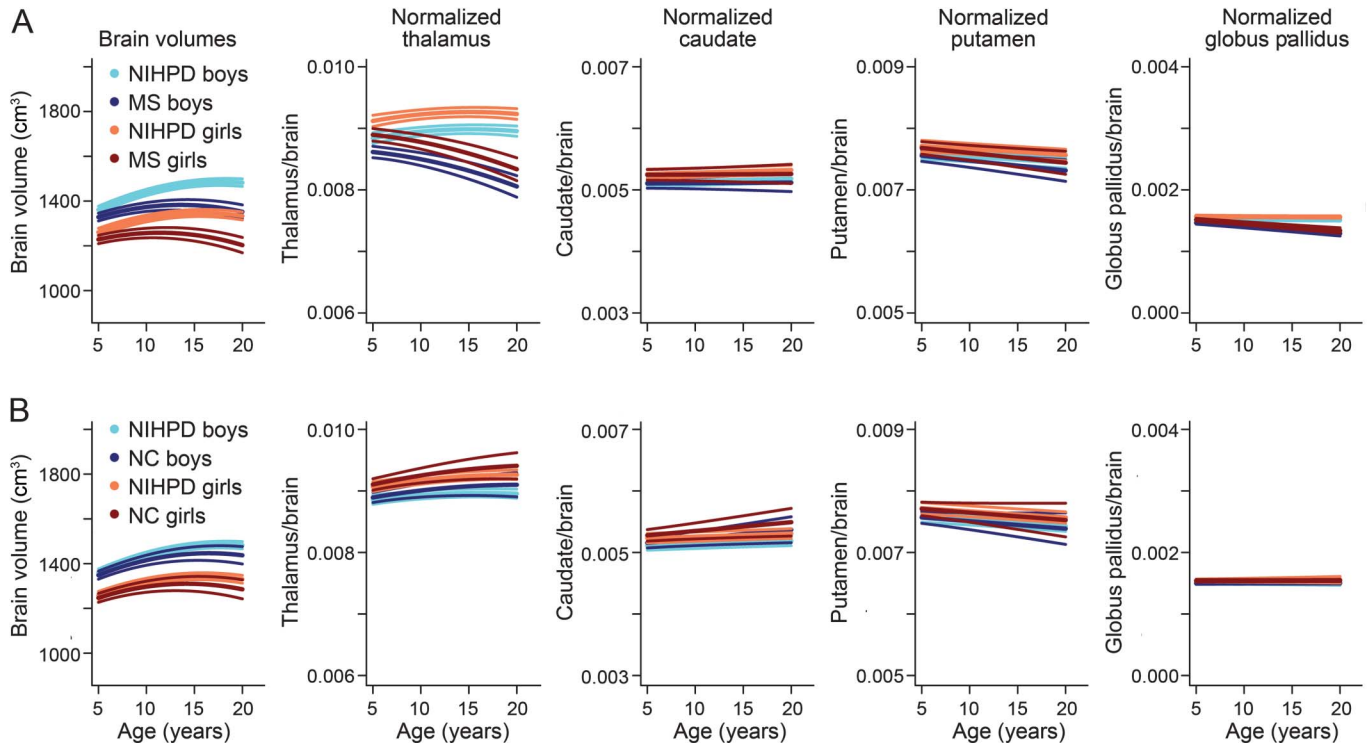 A
Brain volumes
Normalized
thalamus
Normalized
caudate
Normalized
putamen
Normalized
globus pallidus
Brain volume (cm³)
1800
1400
1000
5 10 15 20
NIHPD boys
MS boys
NIHPD girls
MS girls
Thalamus/brain
0.010
0.008
0.006
5 10 15 20
Caudate/brain
0.007
0.005
0.003
5 10 15 20
Putamen/brain
0.009
0.007
0.005
5 10 15 20
Globus pallidus/brain
0.004
0.002
0.000
5 10 15 20
B
Brain volume (cm³)
1800
1400
1000
5 10 15 20
Age (years)
NIHPD boys
NC boys
NIHPD girls
NC girls
Thalamus/brain
0.010
0.008
0.006
5 10 15 20
Age (years)
Caudate/brain
0.007
0.005
0.003
5 10 15 20
Age (years)
Putamen/brain
0.009
0.007
0.005
5 10 15 20
Age (years)
Globus pallidus/brain
0.004
0.002
0.000
5 10 15 20
Age (years)